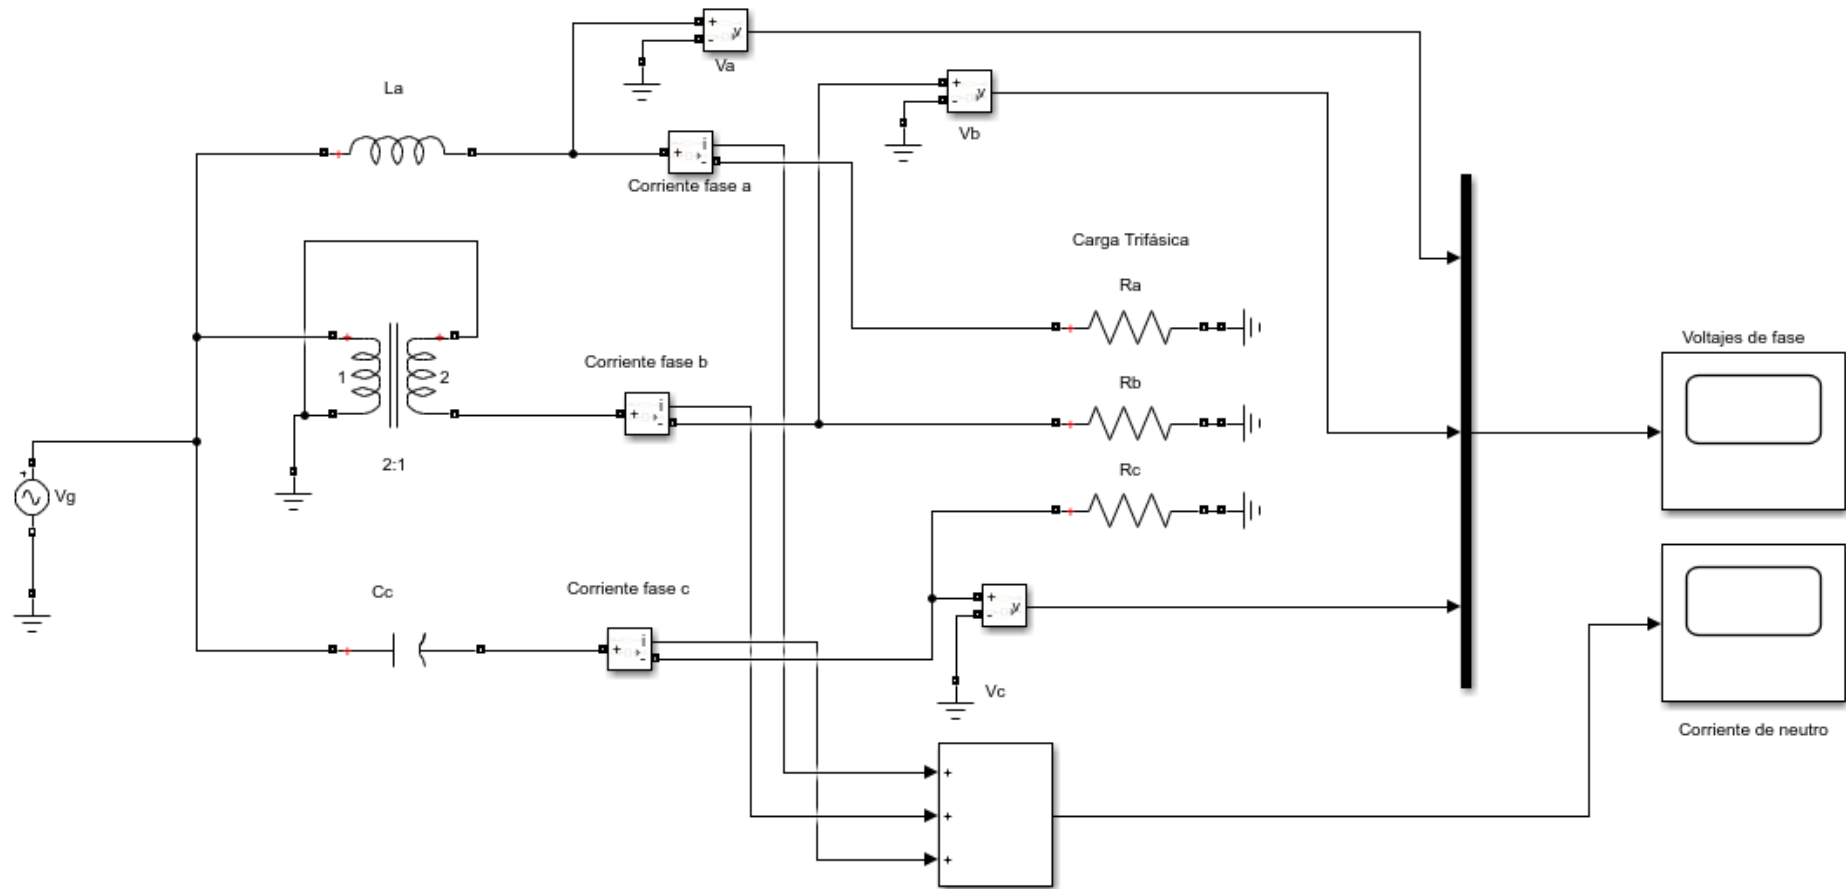 Va
La
Vb
Corriente fase a
Carga Trifásica
Ra
Voltajes de fase
Corriente fase b
1
2
Rb
2:1
Rc
Vg
Cc
Corriente fase c
Vc
Corriente de neutro